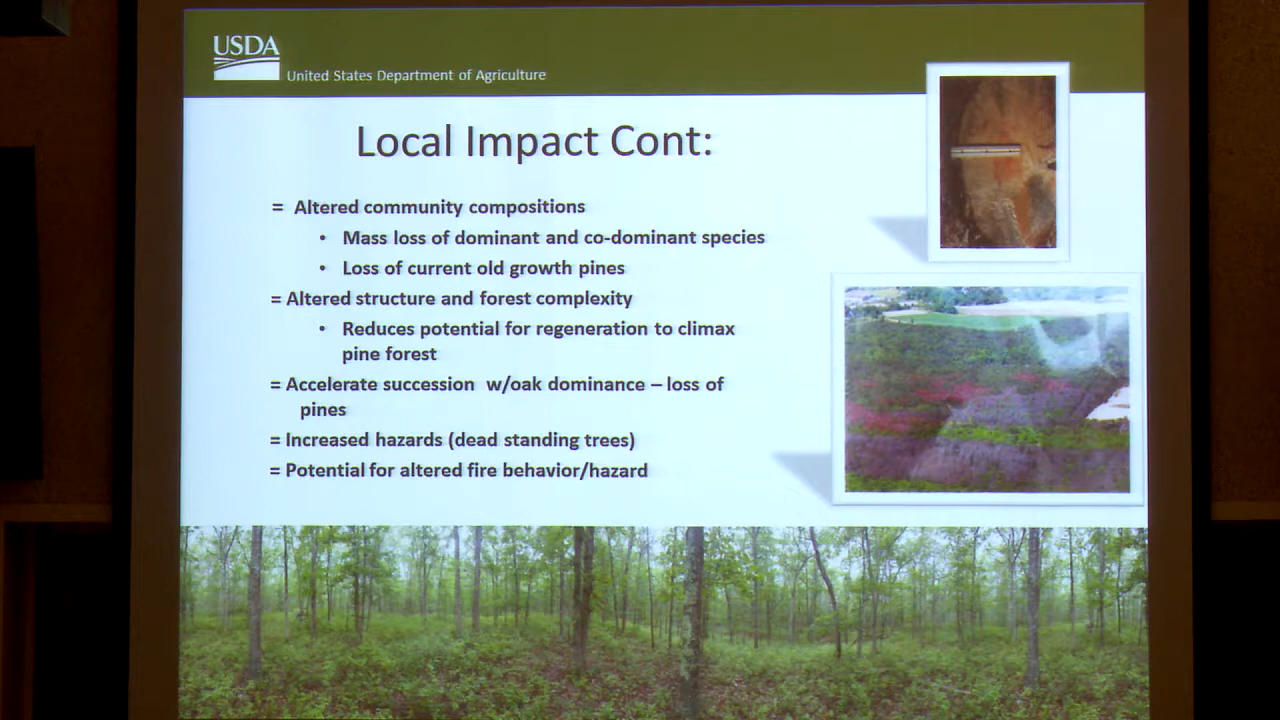 USDA
United States Department of Agriculture
Local Impact Cont:
= Altered community compositions
• Mass loss of dominant and co-dominant species
• Loss of current old growth pines
= Altered structure and forest complexity
• Reduces potential for regeneration to climax
pine forest
= Accelerate succession w/oak dominance – loss of
pines
= Increased hazards (dead standing trees)
= Potential for altered fire behavior/hazard